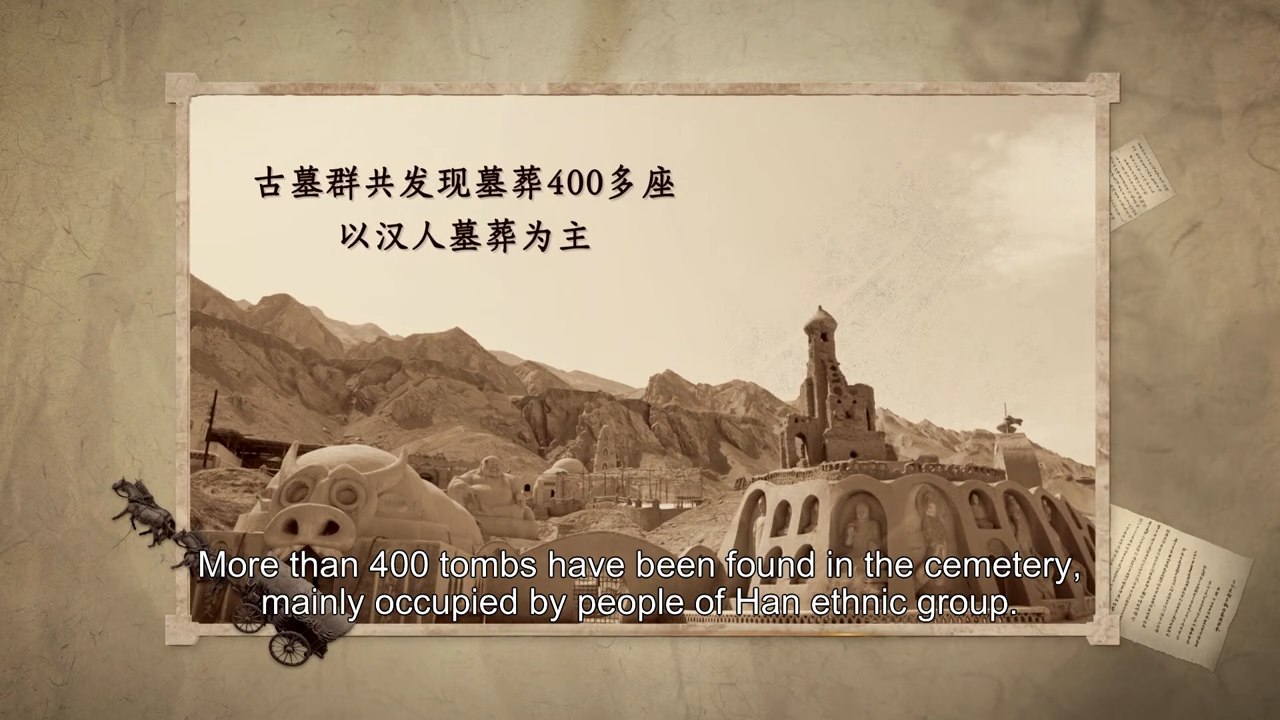 古墓群共发现墓葬400多座
以汉人墓葬为主
More than 400 tombs have been found in the cemetery,
mainly occupied by people of Han ethnic group.